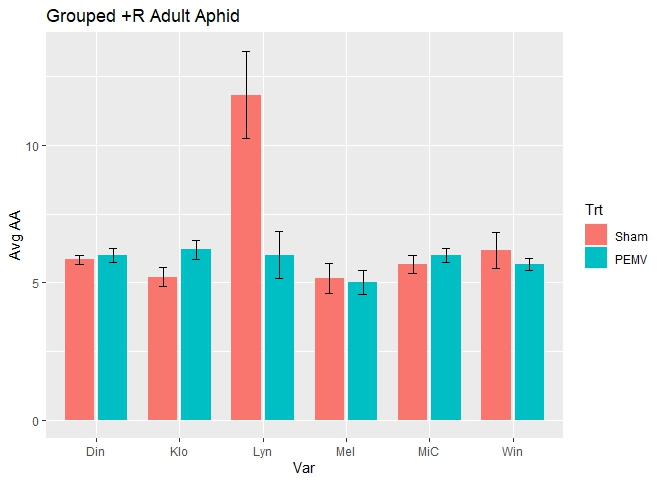 Grouped +R Adult Aphid
Avg AA
10
5
0
Din Klo Lyn Mel MiC Win
Var
Trt
Sham
PEMV